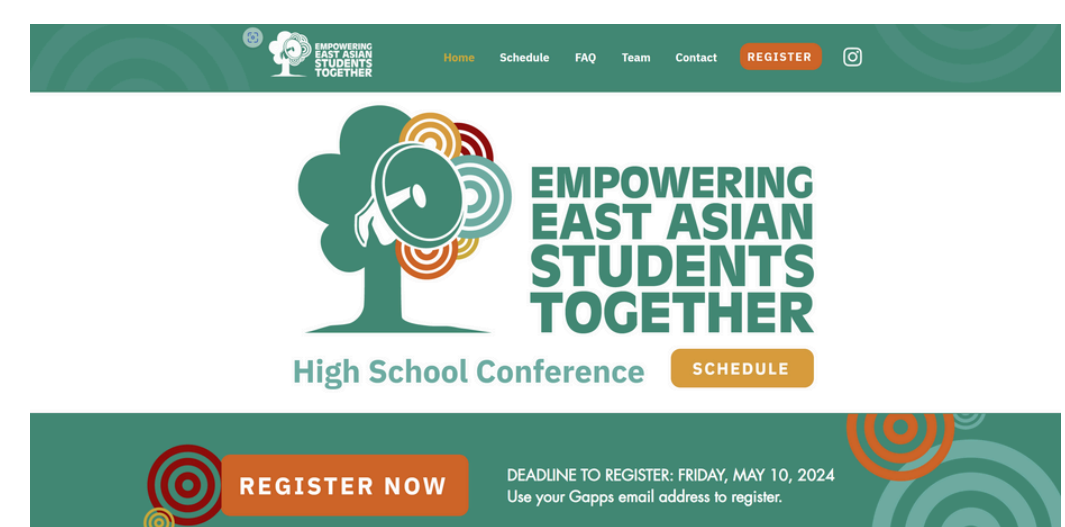 EMPOWERING
EAST ASIAN
STUDENTS
TOGETHER
Home Schedule FAQ Team Contact REGISTER
EMPOWERING
EAST ASIAN
STUDENTS
TOGETHER
High School Conference SCHEDULE
REGISTER NOW
DEADLINE TO REGISTER: FRIDAY, MAY 10, 2024
Use your Gapps email address to register.